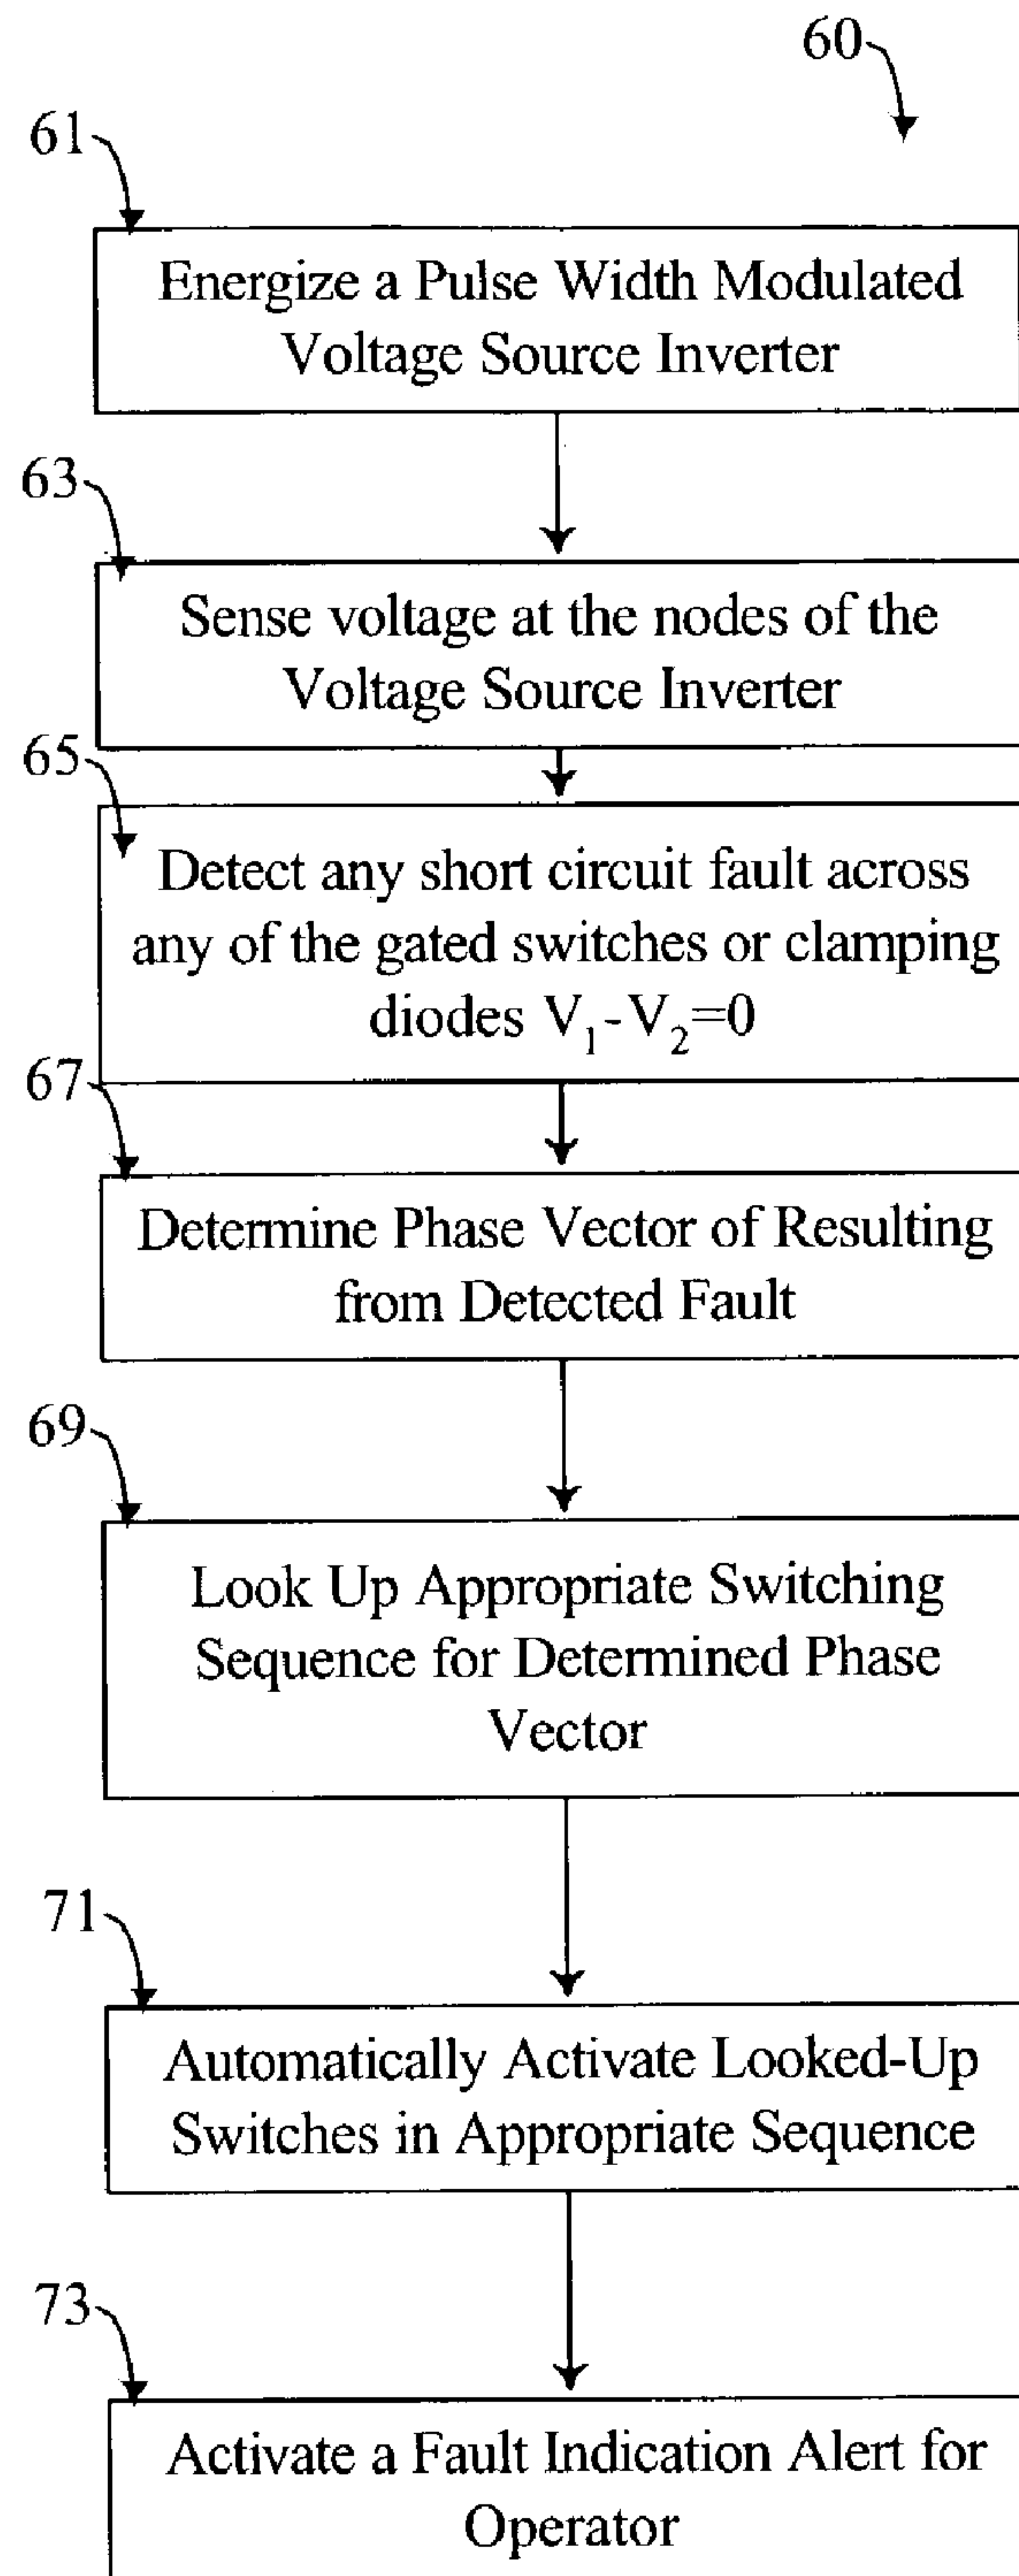 60
61
Energize a Pulse Width Modulated
Voltage Source Inverter
63
Sense voltage at the nodes of the
Voltage Source Inverter
65
Detect any short circuit fault across
any of the gated switches or clamping
diodes V₁-V₂=0
67
Determine Phase Vector of Resulting
from Detected Fault
69
Look Up Appropriate Switching
Sequence for Determined Phase
Vector
71
Automatically Activate Looked-Up
Switches in Appropriate Sequence
73
Activate a Fault Indication Alert for
Operator